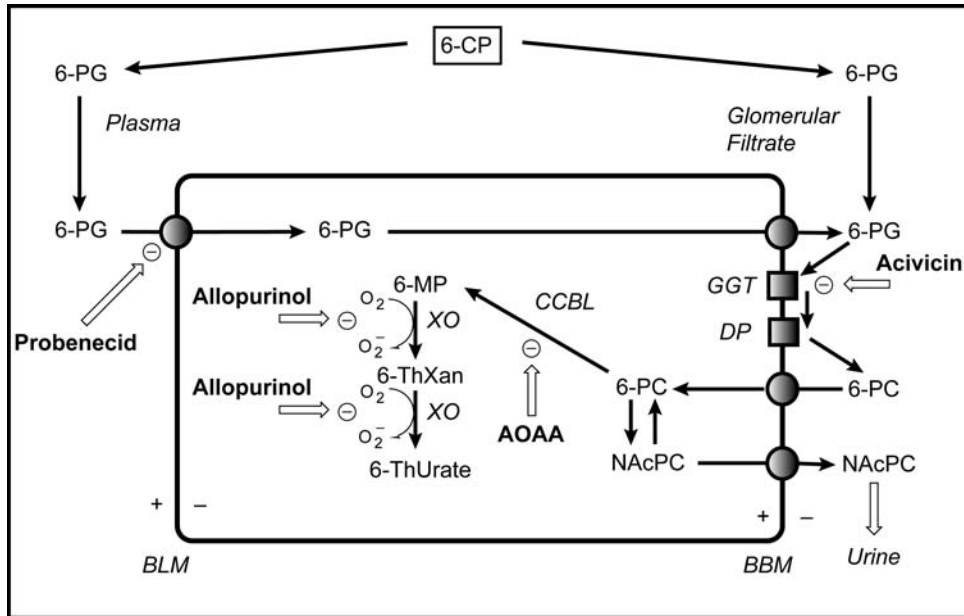 6-CP
6-PG
6-PG
Plasma
Glomerular
Filtrate
6-PG
6-PG
6-PG
⊖
Acivicin
GGT
⊖
Allopurinol
6-MP
CCBL
O₂
⊖
XO
Probenecid
O₂⁻
DP
⊖
6-ThXan
Allopurinol
O₂
6-PC
6-PC
⊖
XO
O₂⁻
AOAA
6-ThUrate
NAcPC
NAcPC
+ –
+ –
BLM
BBM
Urine